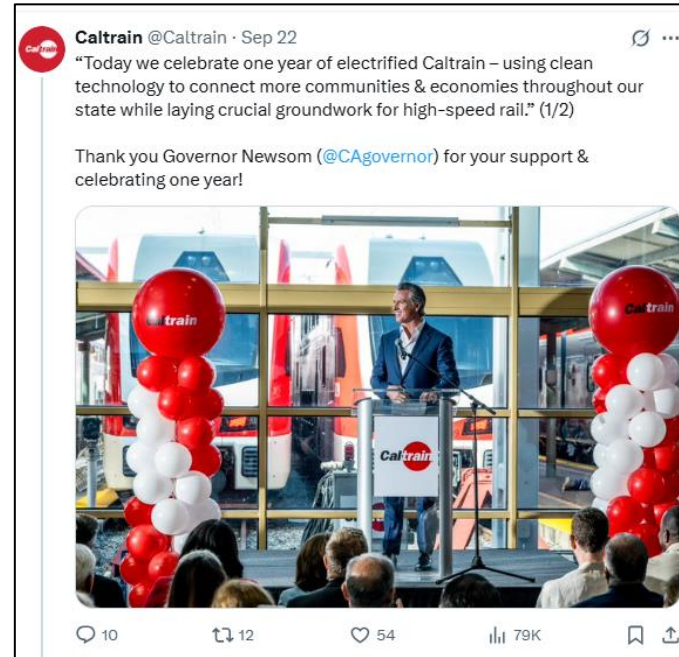 Caltrain @Caltrain · Sep 22
“Today we celebrate one year of electrified Caltrain – using clean
technology to connect more communities & economies throughout our
state while laying crucial groundwork for high-speed rail.” (1/2)
Thank you Governor Newsom (@CAgovernor) for your support &
celebrating one year!
Caltrain
Caltrain
Caltrain
Caltrain
10 12 54 79K